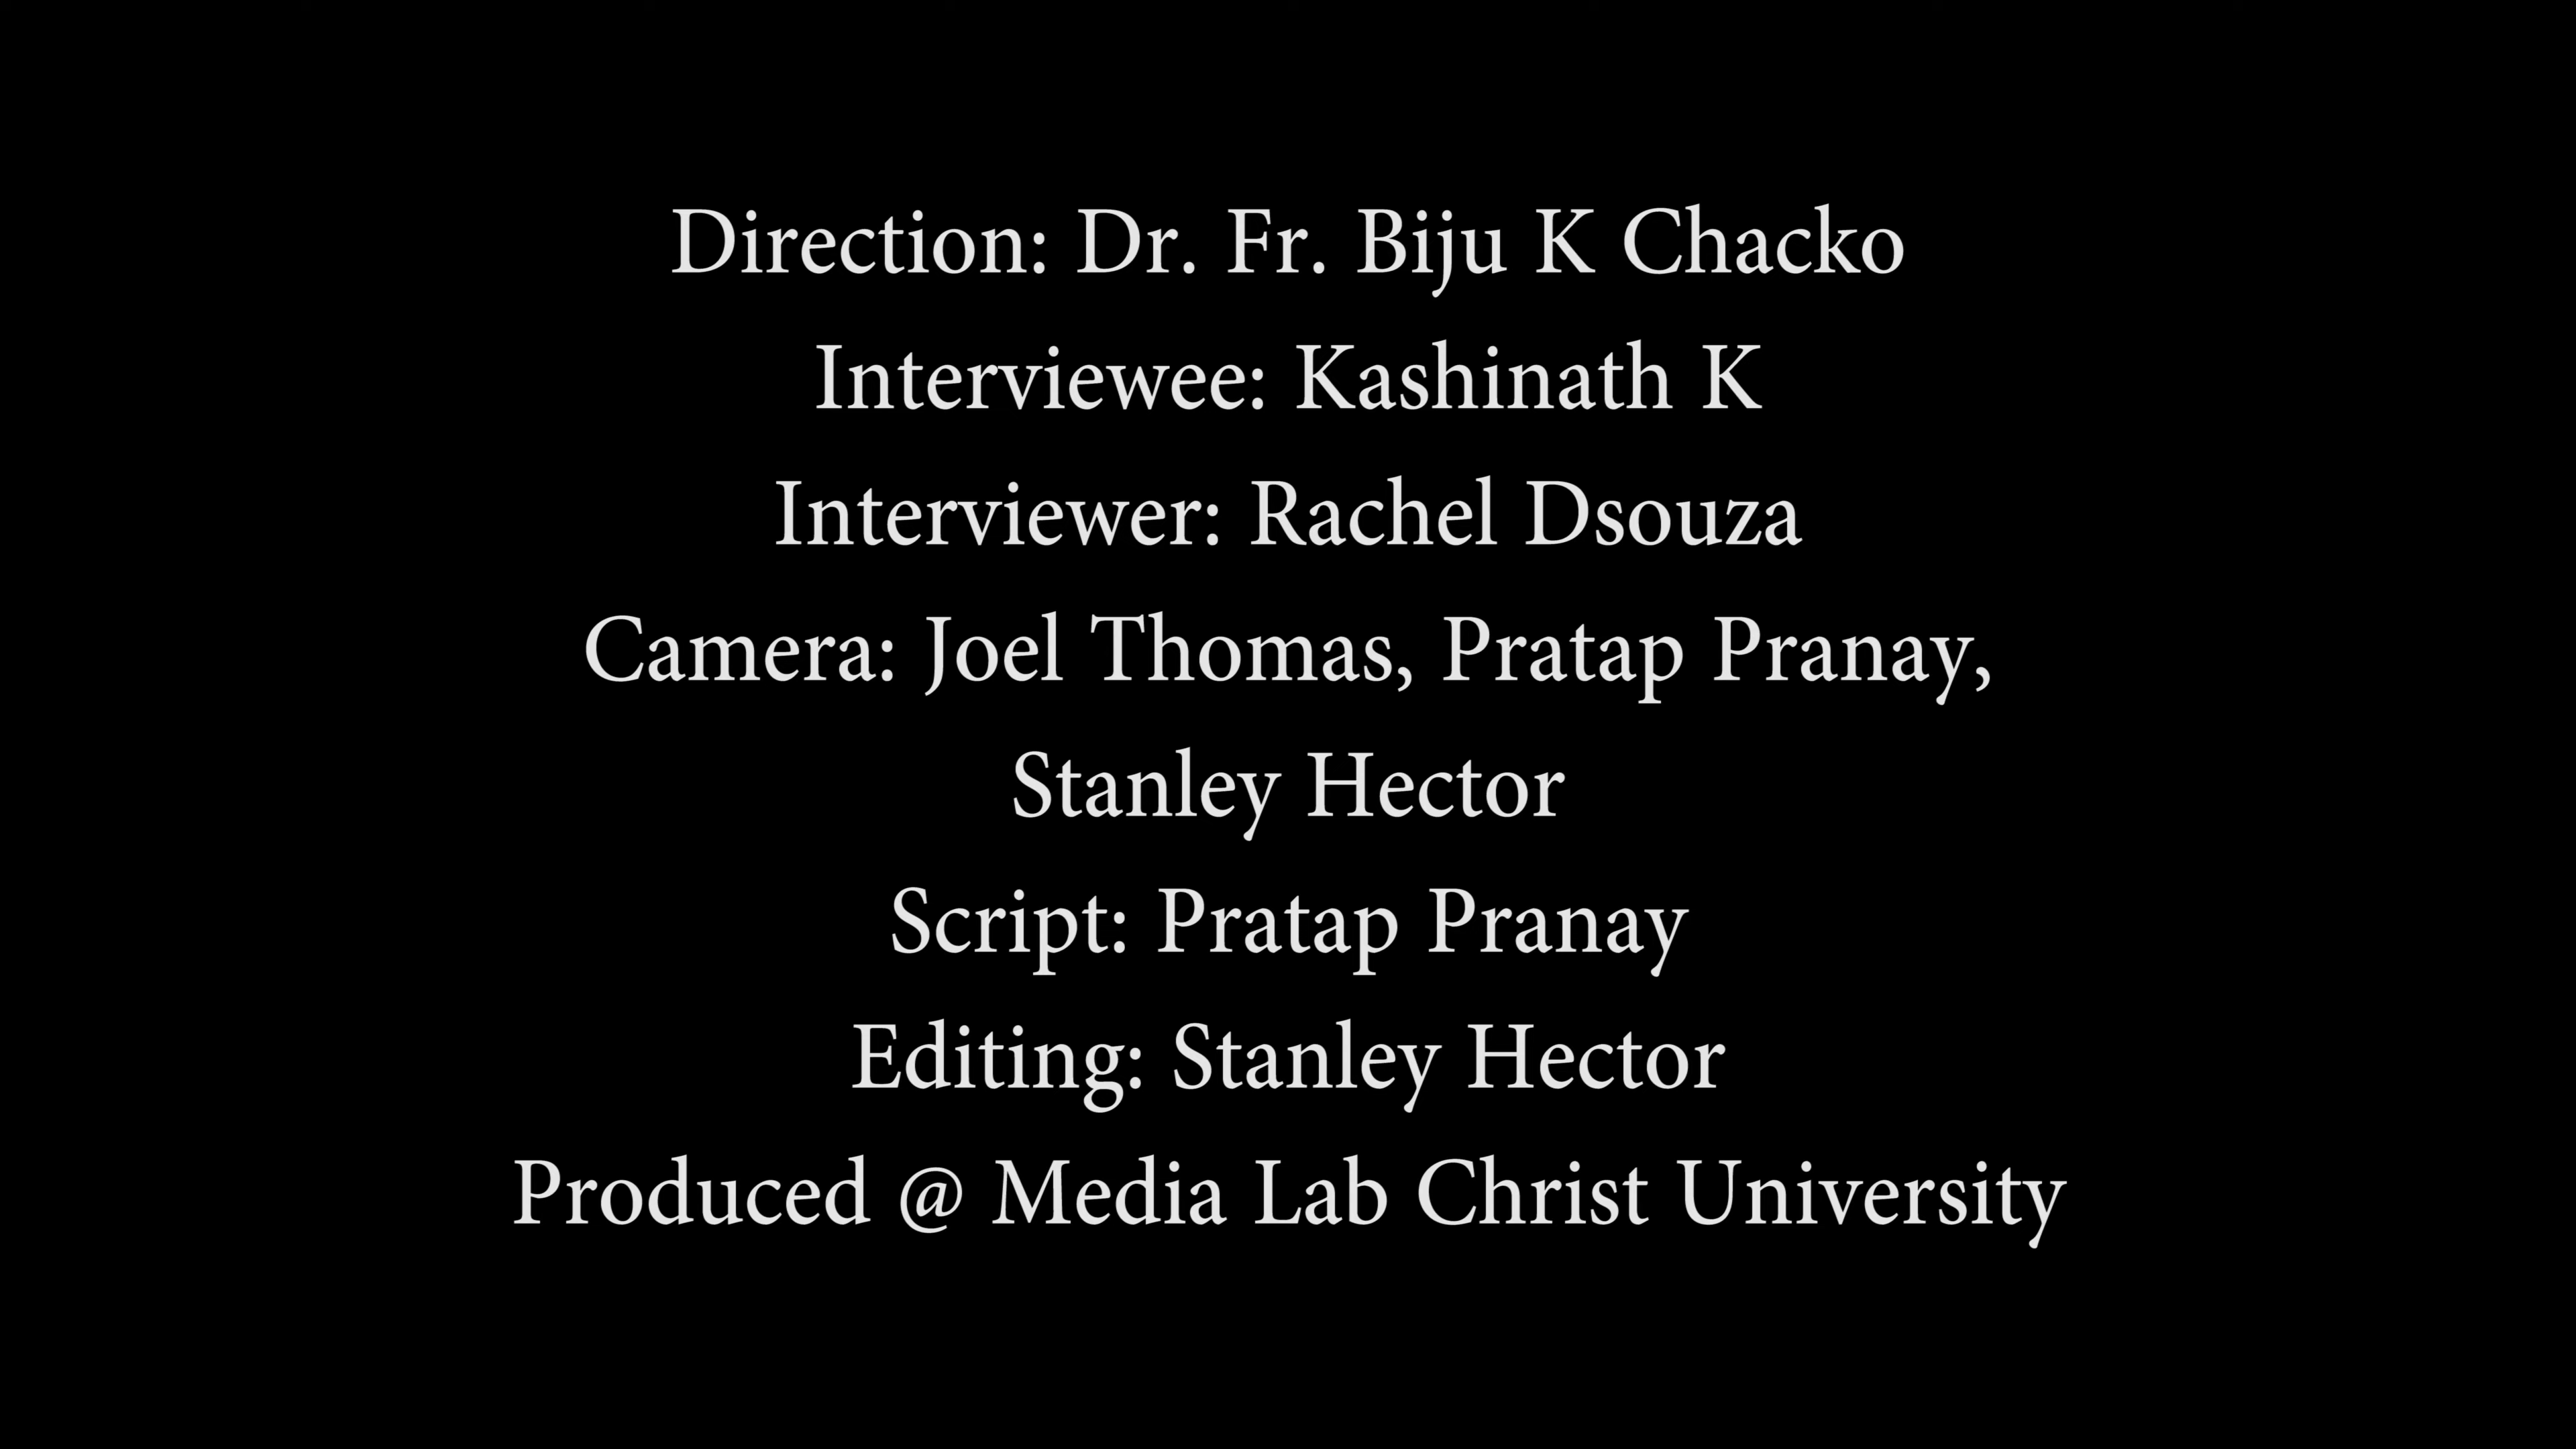 Direction: Dr. Fr. Biju K Chacko
Interviewee: Kashinath K
Interviewer: Rachel Dsouza
Camera: Joel Thomas, Pratap Pranay,
Stanley Hector
Script: Pratap Pranay
Editing: Stanley Hector
Produced @ Media Lab Christ University